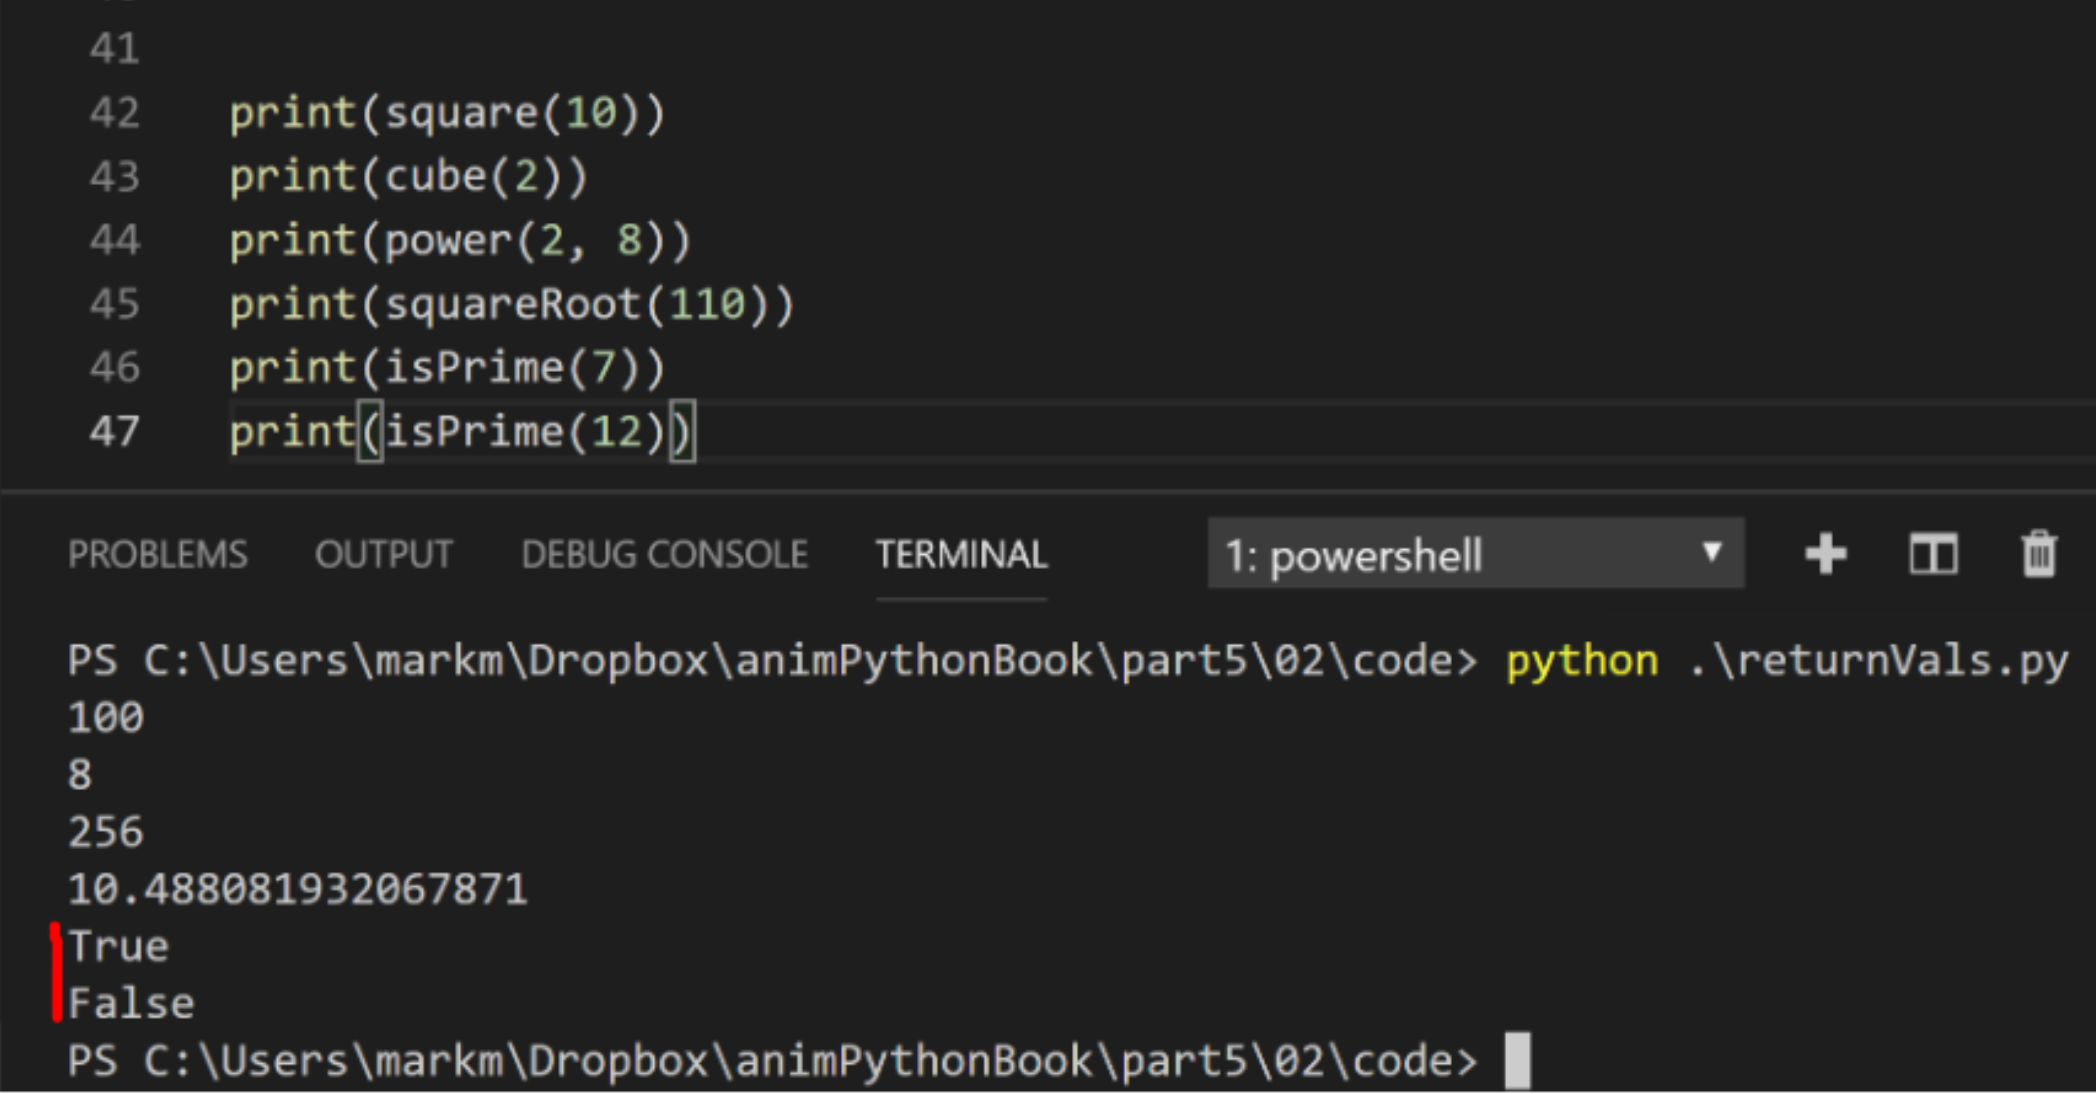 41
42 print(square(10))
43 print(cube(2))
44 print(power(2, 8))
45 print(squareRoot(110))
46 print(isPrime(7))
47 print(isPrime(12))
PROBLEMS OUTPUT DEBUG CONSOLE TERMINAL 1: powershell
PS C:\Users\markm\Dropbox\animPythonBook\part5\02\code> python .\returnVals.py
100
8
256
10.488081932067871
True
False
PS C:\Users\markm\Dropbox\animPythonBook\part5\02\code>